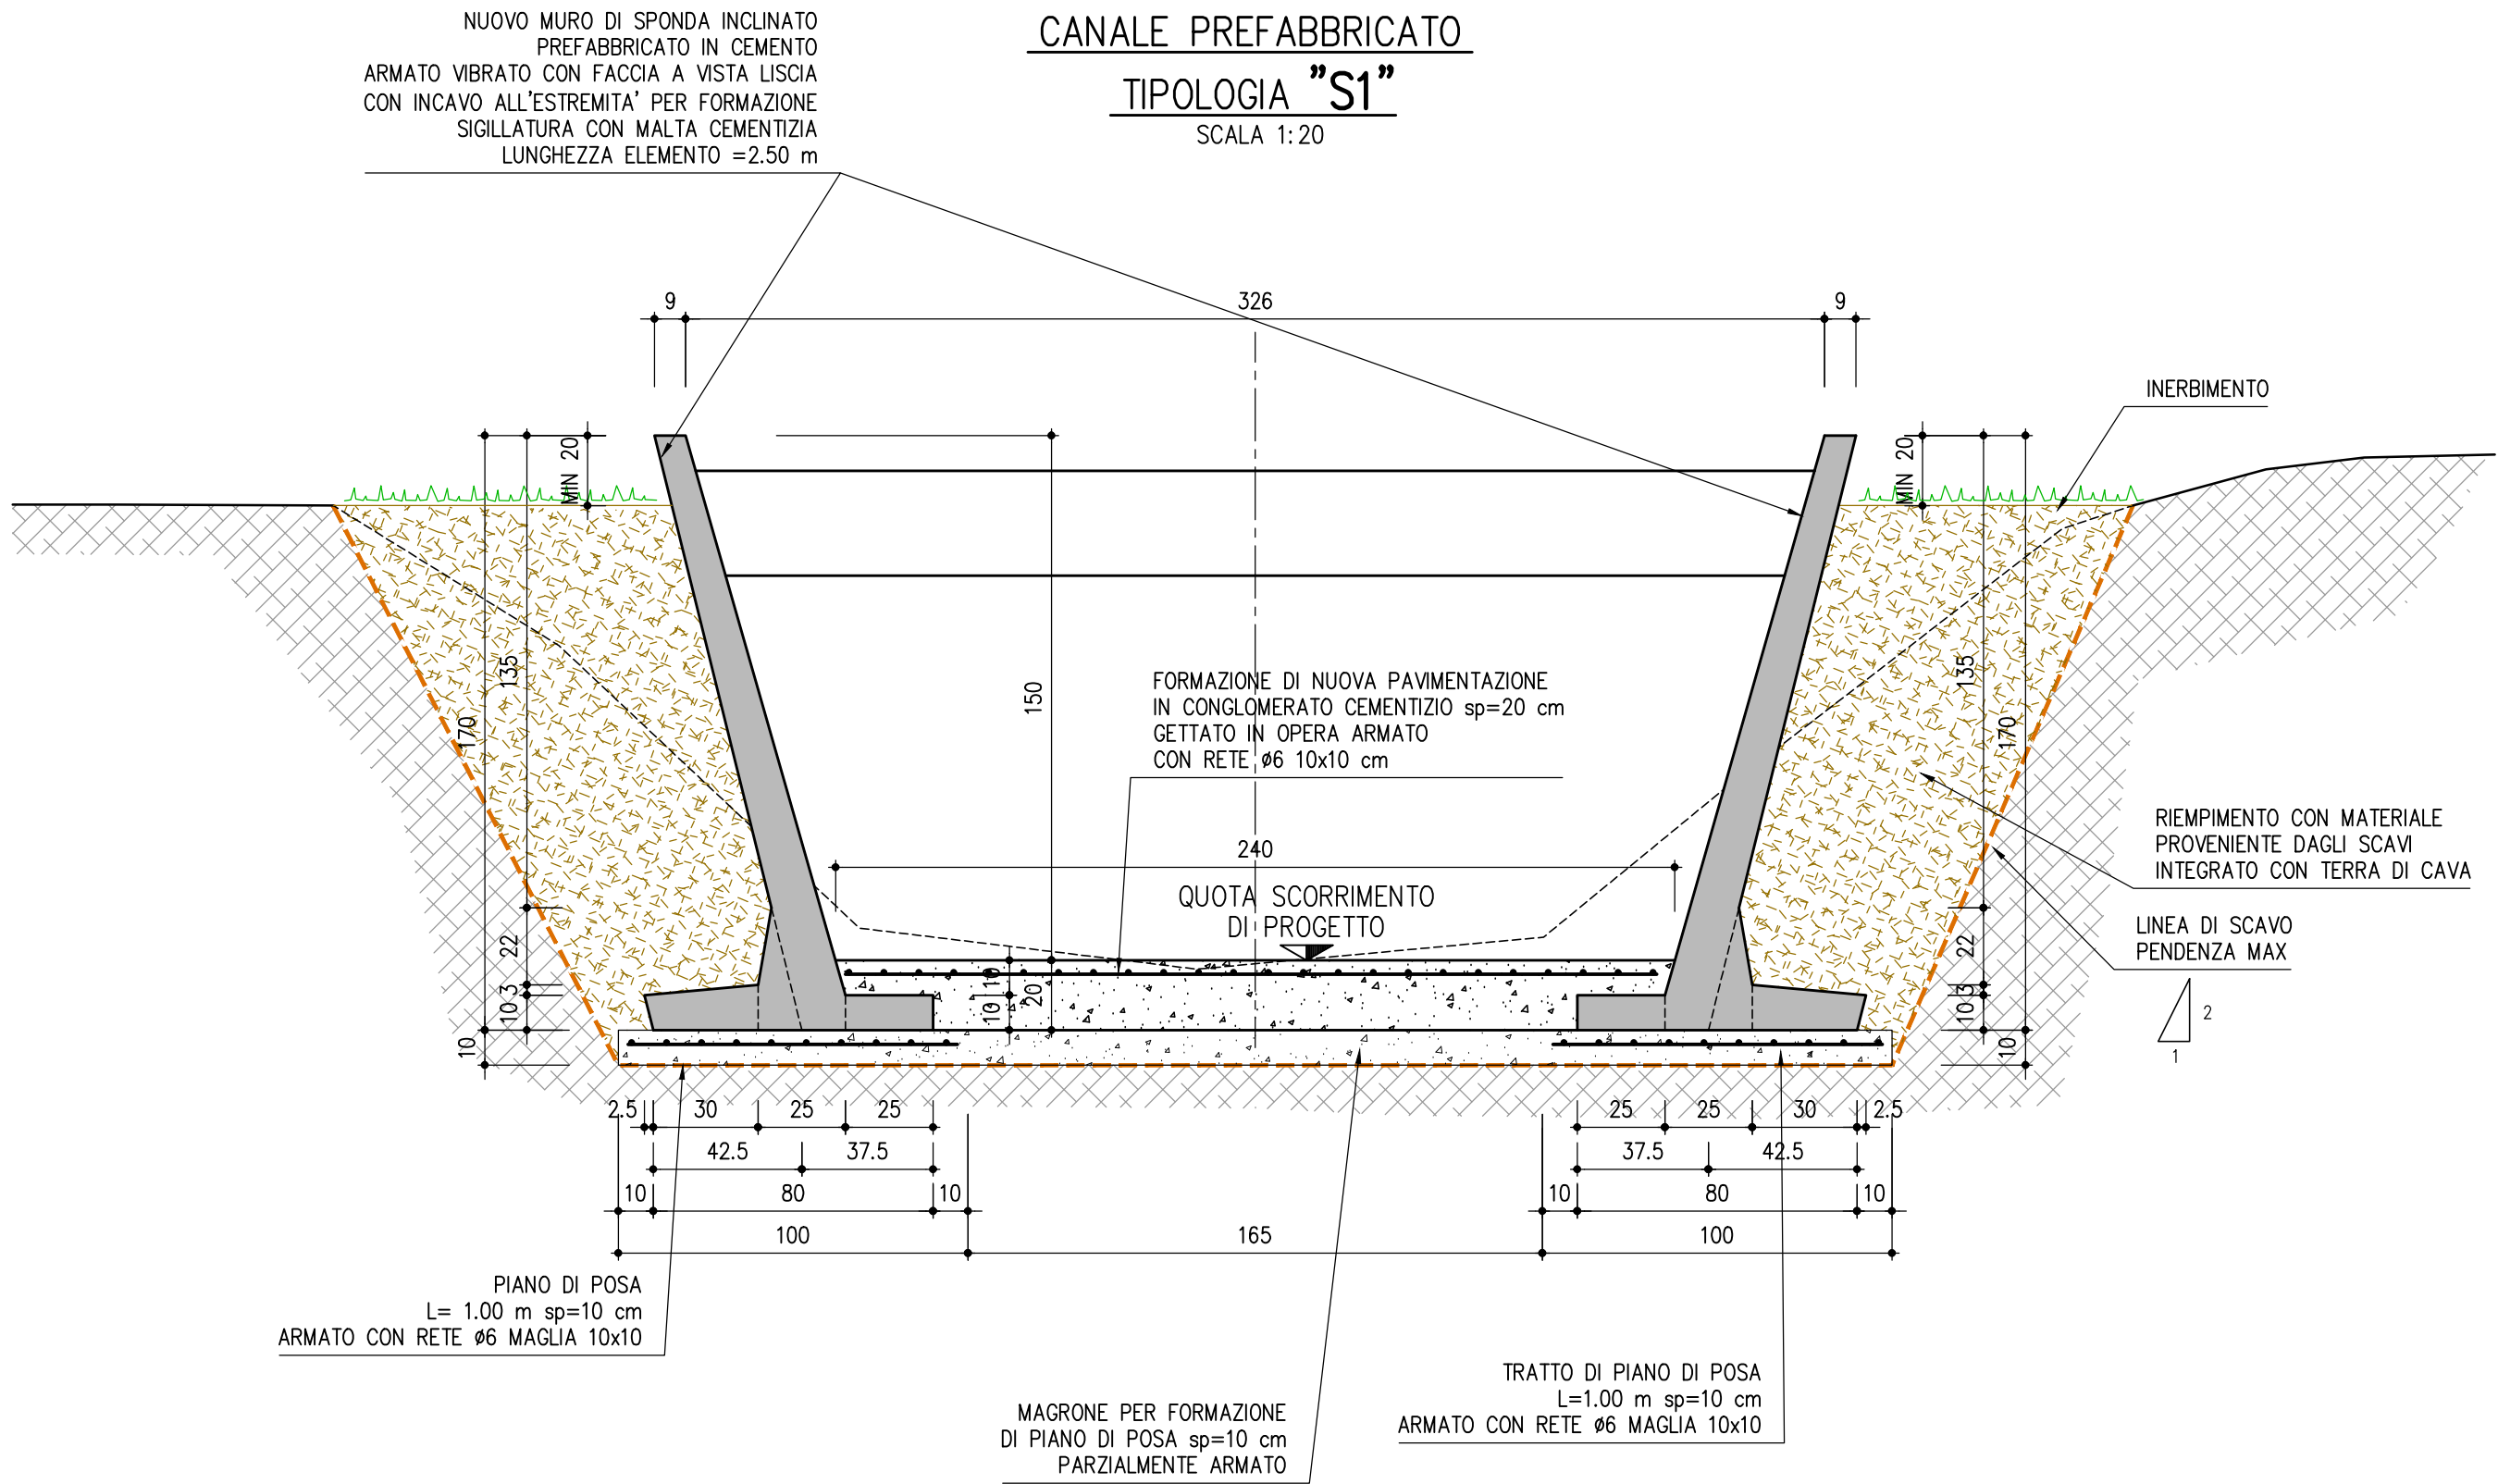 NUOVO MURO DI SPONDA INCLINATO
PREFABBRICATO IN CEMENTO
ARMATO VIBRATO CON FACCIA A VISTA LISCIA
CON INCAVO ALL'ESTREMITA' PER FORMAZIONE
SIGILLATURA CON MALTA CEMENTIZIA
LUNGHEZZA ELEMENTO =2.50 m
CANALE PREFABBRICATO
TIPOLOGIA "S1"
SCALA 1:20
9
326
9
INERBIMENTO
MIN 20
MIN 20
135
170
150
135
170
FORMAZIONE DI NUOVA PAVIMENTAZIONE
IN CONGLOMERATO CEMENTIZIO sp=20 cm
GETTATO IN OPERA ARMATO
CON RETE ø6 10x10 cm
RIEMPIMENTO CON MATERIALE
PROVENIENTE DAGLI SCAVI
INTEGRATO CON TERRA DI CAVA
240
QUOTA SCORRIMENTO
DI PROGETTO
LINEA DI SCAVO
PENDENZA MAX
2
1
22
3
10
10
10
10
20
22
3
10
10
2.5 30 25 25
25 25 30 2.5
42.5 37.5
37.5 42.5
10 80 10
10 80 10
100 165 100
PIANO DI POSA
L= 1.00 m sp=10 cm
ARMATO CON RETE ø6 MAGLIA 10x10
TRATTO DI PIANO DI POSA
L=1.00 m sp=10 cm
ARMATO CON RETE ø6 MAGLIA 10x10
MAGRONE PER FORMAZIONE
DI PIANO DI POSA sp=10 cm
PARZIALMENTE ARMATO